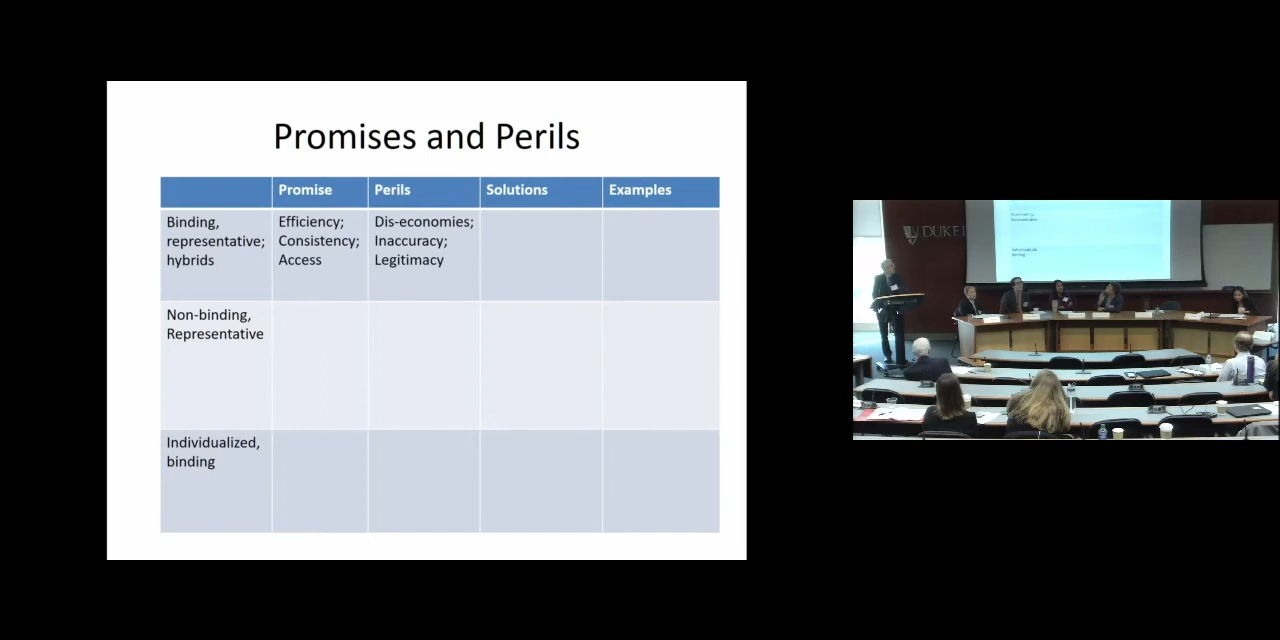 Promises and Perils
Promise Perils Solutions Examples
Binding,
representative;
hybrids
Efficiency;
Consistency;
Access
Dis-economies;
Inaccuracy;
Legitimacy
Non-binding,
Representative
Individualized,
binding
DUKE